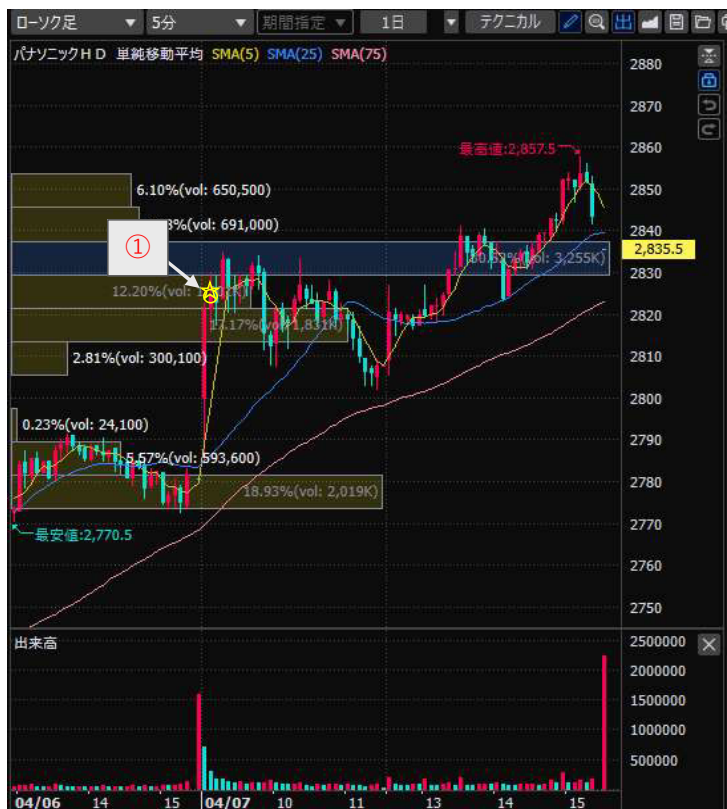 ローソク足 5分 期間指定 1日 テクニカル
パナソニックHD 単純移動平均 SMA(5) SMA(25) SMA(75)
2880
2870
最高値:2,857.5
2860
6.10%(vol: 650,500)
2850
(vol: 691,000)
2840
①
2,835.5
(vol: 3,255K)
2830
12.20%(vol:
2820
17.17%(vol: 1,831K)
2.81%(vol: 300,100)
2810
2800
0.23%(vol: 24,100)
2790
5.57%(vol: 593,600)
18.93%(vol: 2,019K)
2780
最安値:2,770.5
2770
2760
2750
出来高
2500000
2000000
1500000
1000000
500000
04/06 14 15 04/07 10 11 13 14 15